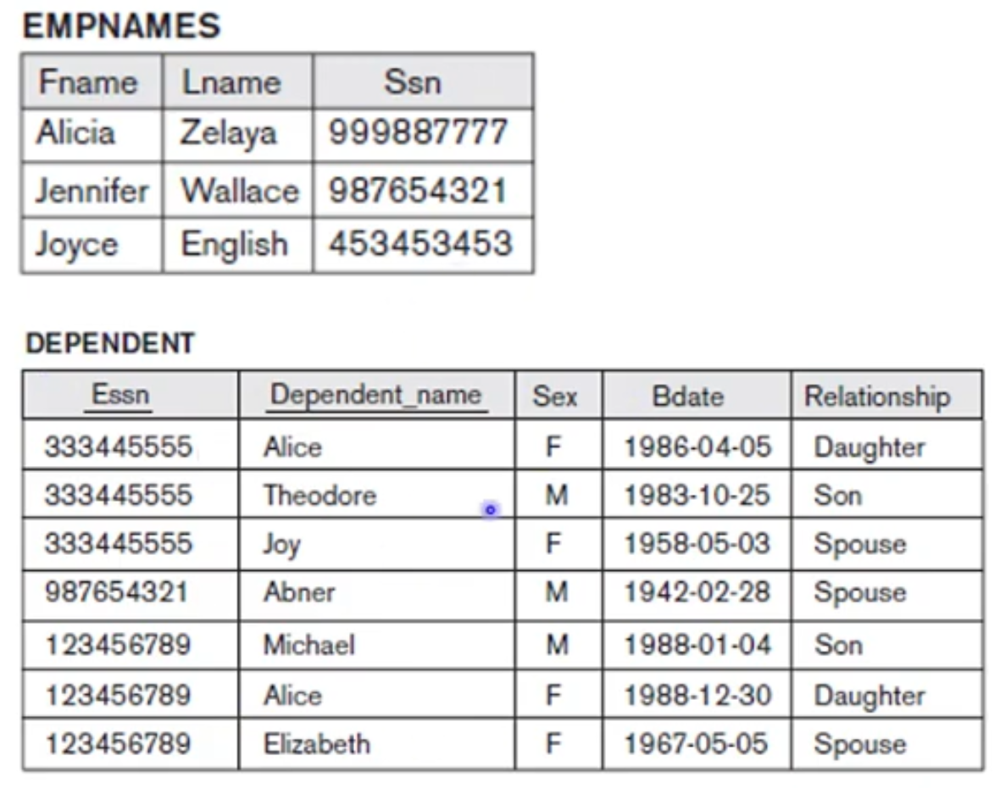 EMPNAMES
Fname Lname Ssn
Alicia Zelaya 999887777
Jennifer Wallace 987654321
Joyce English 453453453
DEPENDENT
Essn Dependent_name Sex Bdate Relationship
333445555 Alice F 1986-04-05 Daughter
333445555 Theodore M 1983-10-25 Son
333445555 Joy F 1958-05-03 Spouse
987654321 Abner M 1942-02-28 Spouse
123456789 Michael M 1988-01-04 Son
123456789 Alice F 1988-12-30 Daughter
123456789 Elizabeth F 1967-05-05 Spouse